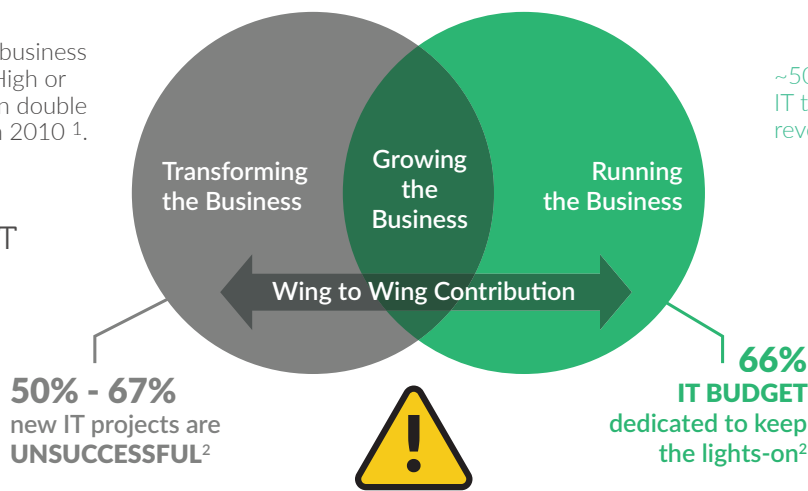 business
High or
double
2010 1.
~50
IT
Transforming
the Business
Growing
the
Business
Running
the Business
Wing to Wing Contribution
50% - 67%
new IT projects are
UNSUCCESSFUL2
!
66%
IT BUDGET
dedicated to keep
the lights-on2